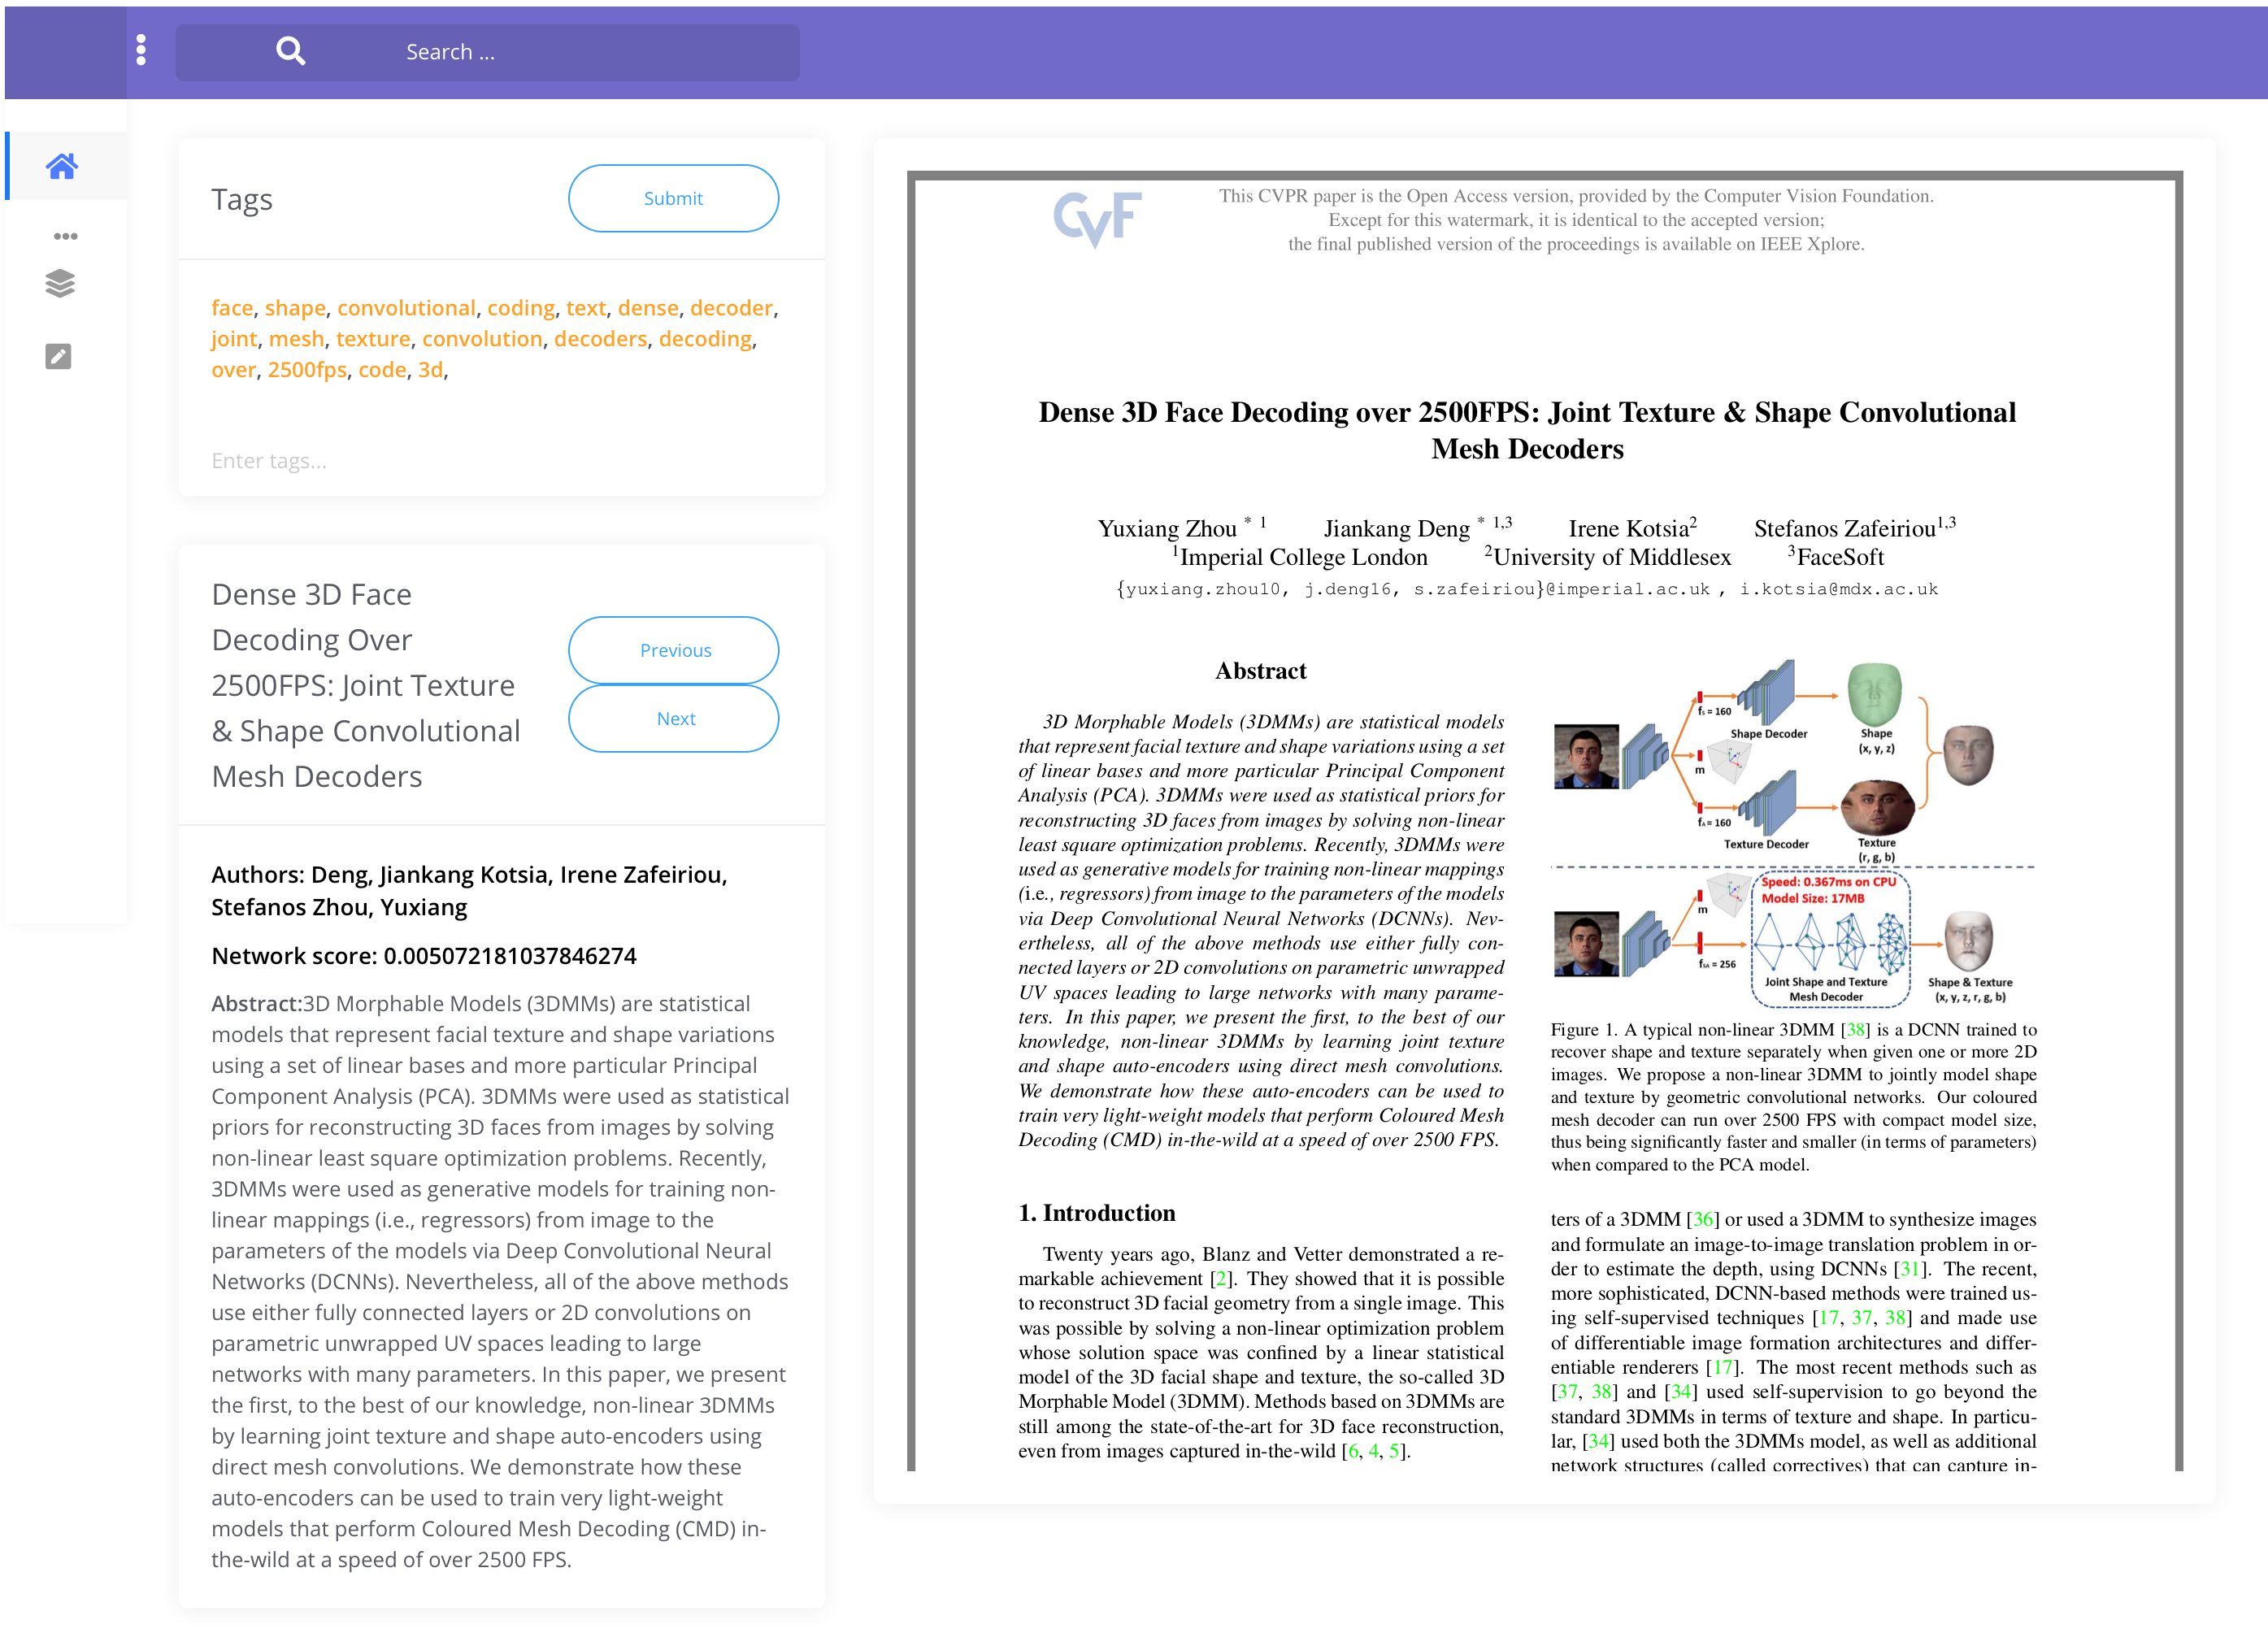 Search ...
Tags
Submit
face, shape, convolutional, coding, text, dense, decoder,
joint, mesh, texture, convolution, decoders, decoding,
over, 2500fps, code, 3d,
Enter tags...
Dense 3D Face
Decoding Over
2500FPS: Joint Texture
& Shape Convolutional
Mesh Decoders
Previous
Next
Authors: Deng, Jiankang Kotsia, Irene Zafeiriou,
Stefanos Zhou, Yuxiang
Network score: 0.005072181037846274
Abstract:3D Morphable Models (3DMMs) are statistical
models that represent facial texture and shape variations
using a set of linear bases and more particular Principal
Component Analysis (PCA). 3DMMs were used as statistical
priors for reconstructing 3D faces from images by solving
non-linear least square optimization problems. Recently,
3DMMs were used as generative models for training non-
linear mappings (i.e., regressors) from image to the
parameters of the models via Deep Convolutional Neural
Networks (DCNNs). Nevertheless, all of the above methods
use either fully connected layers or 2D convolutions on
parametric unwrapped UV spaces leading to large
networks with many parameters. In this paper, we present
the first, to the best of our knowledge, non-linear 3DMMs
by learning joint texture and shape auto-encoders using
direct mesh convolutions. We demonstrate how these
auto-encoders can be used to train very light-weight
models that perform Coloured Mesh Decoding (CMD) in-
the-wild at a speed of over 2500 FPS.
CVF
This CVPR paper is the Open Access version, provided by the Computer Vision Foundation.
Except for this watermark, it is identical to the accepted version;
the final published version of the proceedings is available on IEEE Xplore.
Dense 3D Face Decoding over 2500FPS: Joint Texture & Shape Convolutional
Mesh Decoders
Yuxiang Zhou * 1 Jiankang Deng * 1,3 Irene Kotsia2 Stefanos Zafeiriou1,3
1Imperial College London 2University of Middlesex 3FaceSoft
{yuxiang.zhou10, j.deng16, s.zafeiriou}@imperial.ac.uk , i.kotsia@mdx.ac.uk
Abstract
3D Morphable Models (3DMMs) are statistical models
that represent facial texture and shape variations using a set
of linear bases and more particular Principal Component
Analysis (PCA). 3DMMs were used as statistical priors for
reconstructing 3D faces from images by solving non-linear
least square optimization problems. Recently, 3DMMs were
used as generative models for training non-linear mappings
(i.e., regressors) from image to the parameters of the models
via Deep Convolutional Neural Networks (DCNNs). Nev-
ertheless, all of the above methods use either fully con-
nected layers or 2D convolutions on parametric unwrapped
UV spaces leading to large networks with many parame-
ters. In this paper, we present the first, to the best of our
knowledge, non-linear 3DMMs by learning joint texture
and shape auto-encoders using direct mesh convolutions.
We demonstrate how these auto-encoders can be used to
train very light-weight models that perform Coloured Mesh
Decoding (CMD) in-the-wild at a speed of over 2500 FPS.
1. Introduction
Twenty years ago, Blanz and Vetter demonstrated a re-
markable achievement [2]. They showed that it is possible
to reconstruct 3D facial geometry from a single image. This
was possible by solving a non-linear optimization problem
whose solution space was confined by a linear statistical
model of the 3D facial shape and texture, the so-called 3D
Morphable Model (3DMM). Methods based on 3DMMs are
still among the state-of-the-art for 3D face reconstruction,
even from images captured in-the-wild [6, 4, 5].
fS = 160
Shape Decoder
Shape
(x, y, z)
m
fA = 160
Texture Decoder
Texture
(r, g, b)
Speed: 0.367ms on CPU
Model Size: 17MB
m
fSA = 256
Joint Shape and Texture
Mesh Decoder
Shape & Texture
(x, y, z, r, g, b)
Figure 1. A typical non-linear 3DMM [38] is a DCNN trained to
recover shape and texture separately when given one or more 2D
images. We propose a non-linear 3DMM to jointly model shape
and texture by geometric convolutional networks. Our coloured
mesh decoder can run over 2500 FPS with compact model size,
thus being significantly faster and smaller (in terms of parameters)
when compared to the PCA model.
ters of a 3DMM [36] or used a 3DMM to synthesize images
and formulate an image-to-image translation problem in or-
der to estimate the depth, using DCNNs [31]. The recent,
more sophisticated, DCNN-based methods were trained us-
ing self-supervised techniques [17, 37, 38] and made use
of differentiable image formation architectures and differ-
entiable renderers [17]. The most recent methods such as
[37, 38] and [34] used self-supervision to go beyond the
standard 3DMMs in terms of texture and shape. In particu-
lar, [34] used both the 3DMMs model, as well as additional
network structures (called correctives) that can capture in-